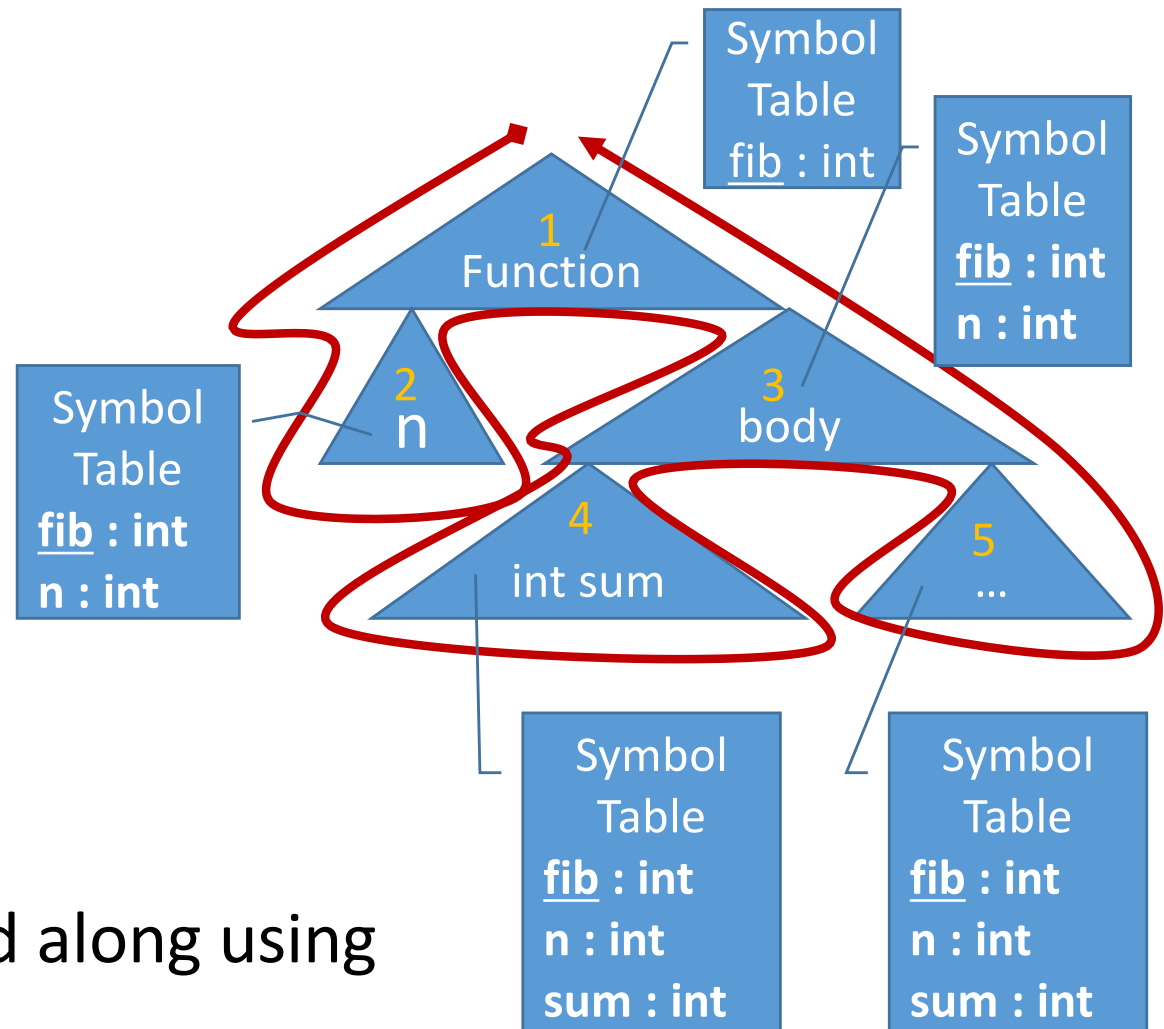 Symbol
Table
fib : int
Symbol
Table
fib : int
n : int
1
Function
2
n
3
body
Symbol
Table
fib : int
n : int
4
int sum
5
...
Symbol
Table
fib : int
n : int
sum : int
Symbol
Table
fib : int
n : int
sum : int
along using